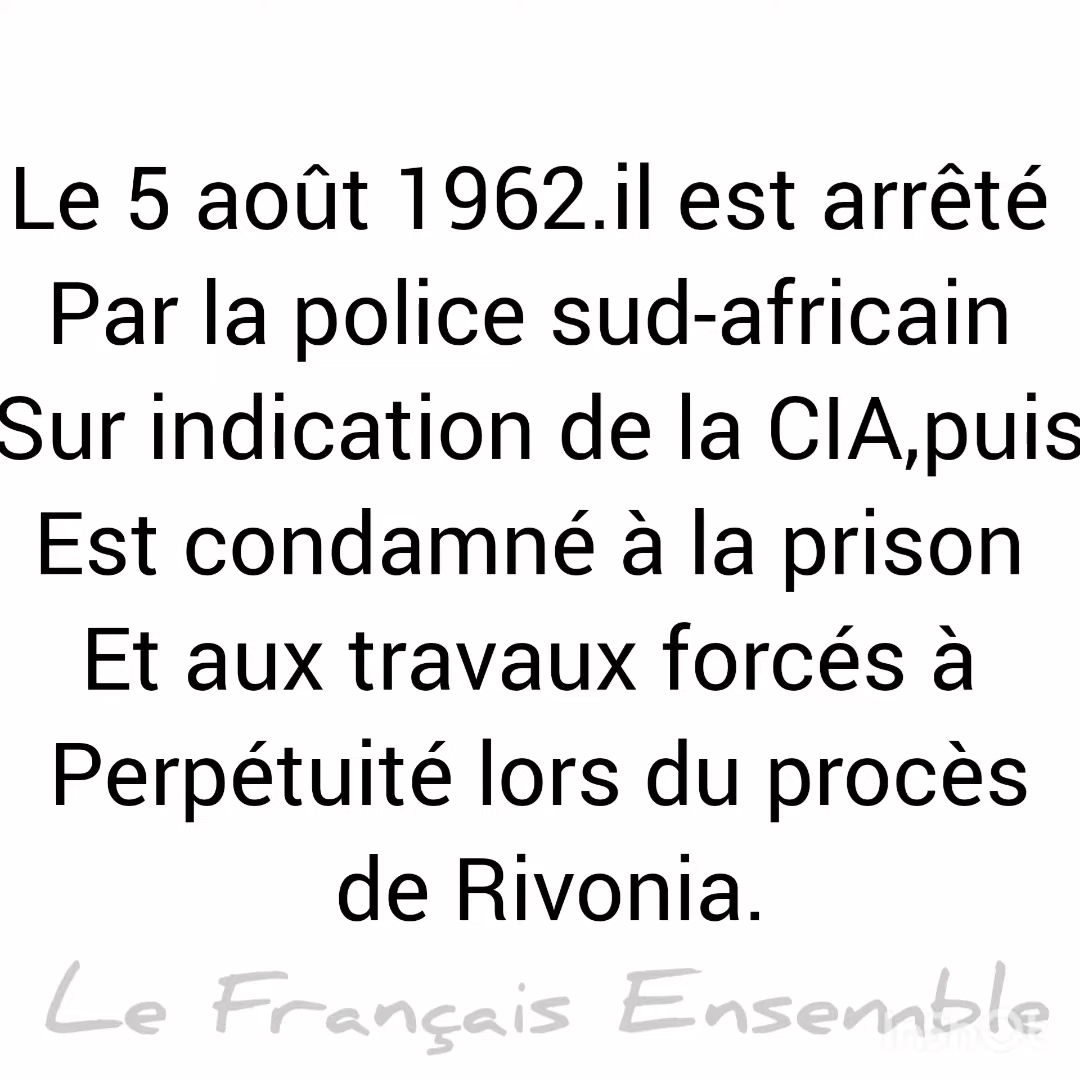 Le 5 août 1962.il est arrêté
Par la police sud-africain
Sur indication de la CIA,puis
Est condamné à la prison
Et aux travaux forcés à
Perpétuité lors du procès
de Rivonia.
Le Français Ensemble